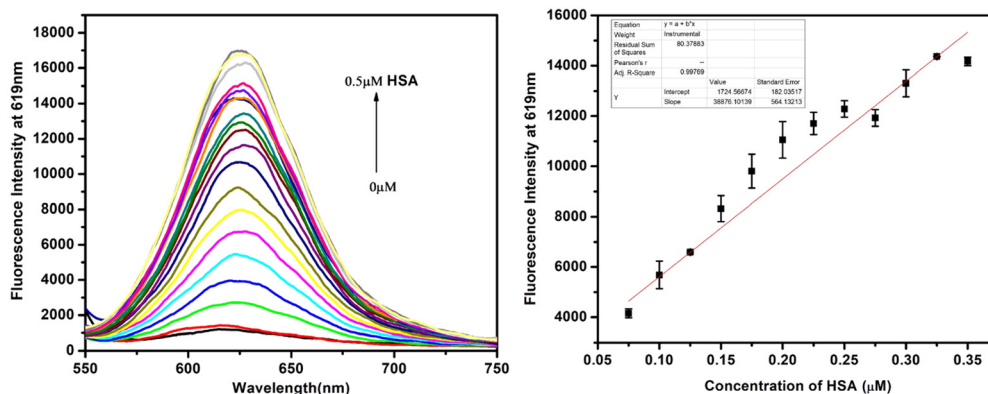 18000
16000
14000
12000
10000
8000
6000
4000
2000
0
Fluorescence Intensity at 619nm
0.5μM HSA
0μM
550 600 650 700 750
Wavelength(nm)
16000
14000
12000
10000
8000
6000
4000
Fluorescence Intensity at 619nm
Equation y = a + b*x
Weight Instrumental
Residual Sum of Squares 80.37883
Pearson's r --
Adj. R-Square 0.99769
Value Standard Error
Y Intercept 1724.56674 182.03517
Slope 38876.10139 564.13213
0.05 0.10 0.15 0.20 0.25 0.30 0.35
Concentration of HSA (μM)